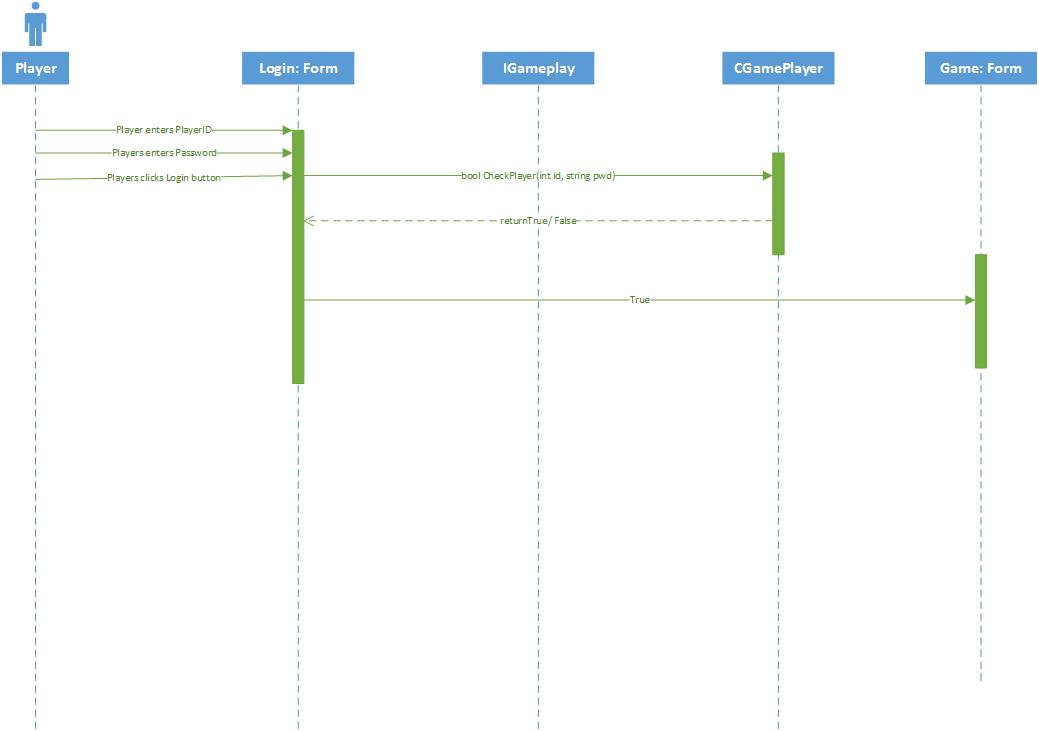 Player
Login: Form
IGameplay
CGamePlayer
Game: Form
Player enters PlayerID
Players enters Password
Players clicks Login button
bool CheckPlayer(int id, string pwd)
returnTrue/ False
True